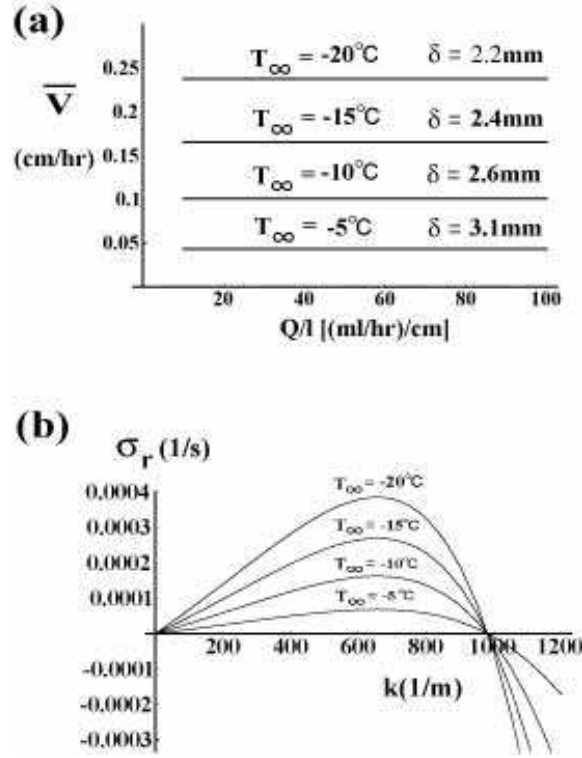 (a)
0.25
0.2
0.15
0.1
0.05
V
(cm/hr)
T∞ = -20°C δ = 2.2mm
T∞ = -15°C δ = 2.4mm
T∞ = -10°C δ = 2.6mm
T∞ = -5°C δ = 3.1mm
20 40 60 80 100
Q/l [(ml/hr)/cm]
(b)
σr (1/s)
0.0004
0.0003
0.0002
0.0001
-0.0001
-0.0002
-0.0003
T∞ = -20°C
T∞ = -15°C
T∞ = -10°C
T∞ = -5°C
200 400 600 800 1000 1200
k(1/m)